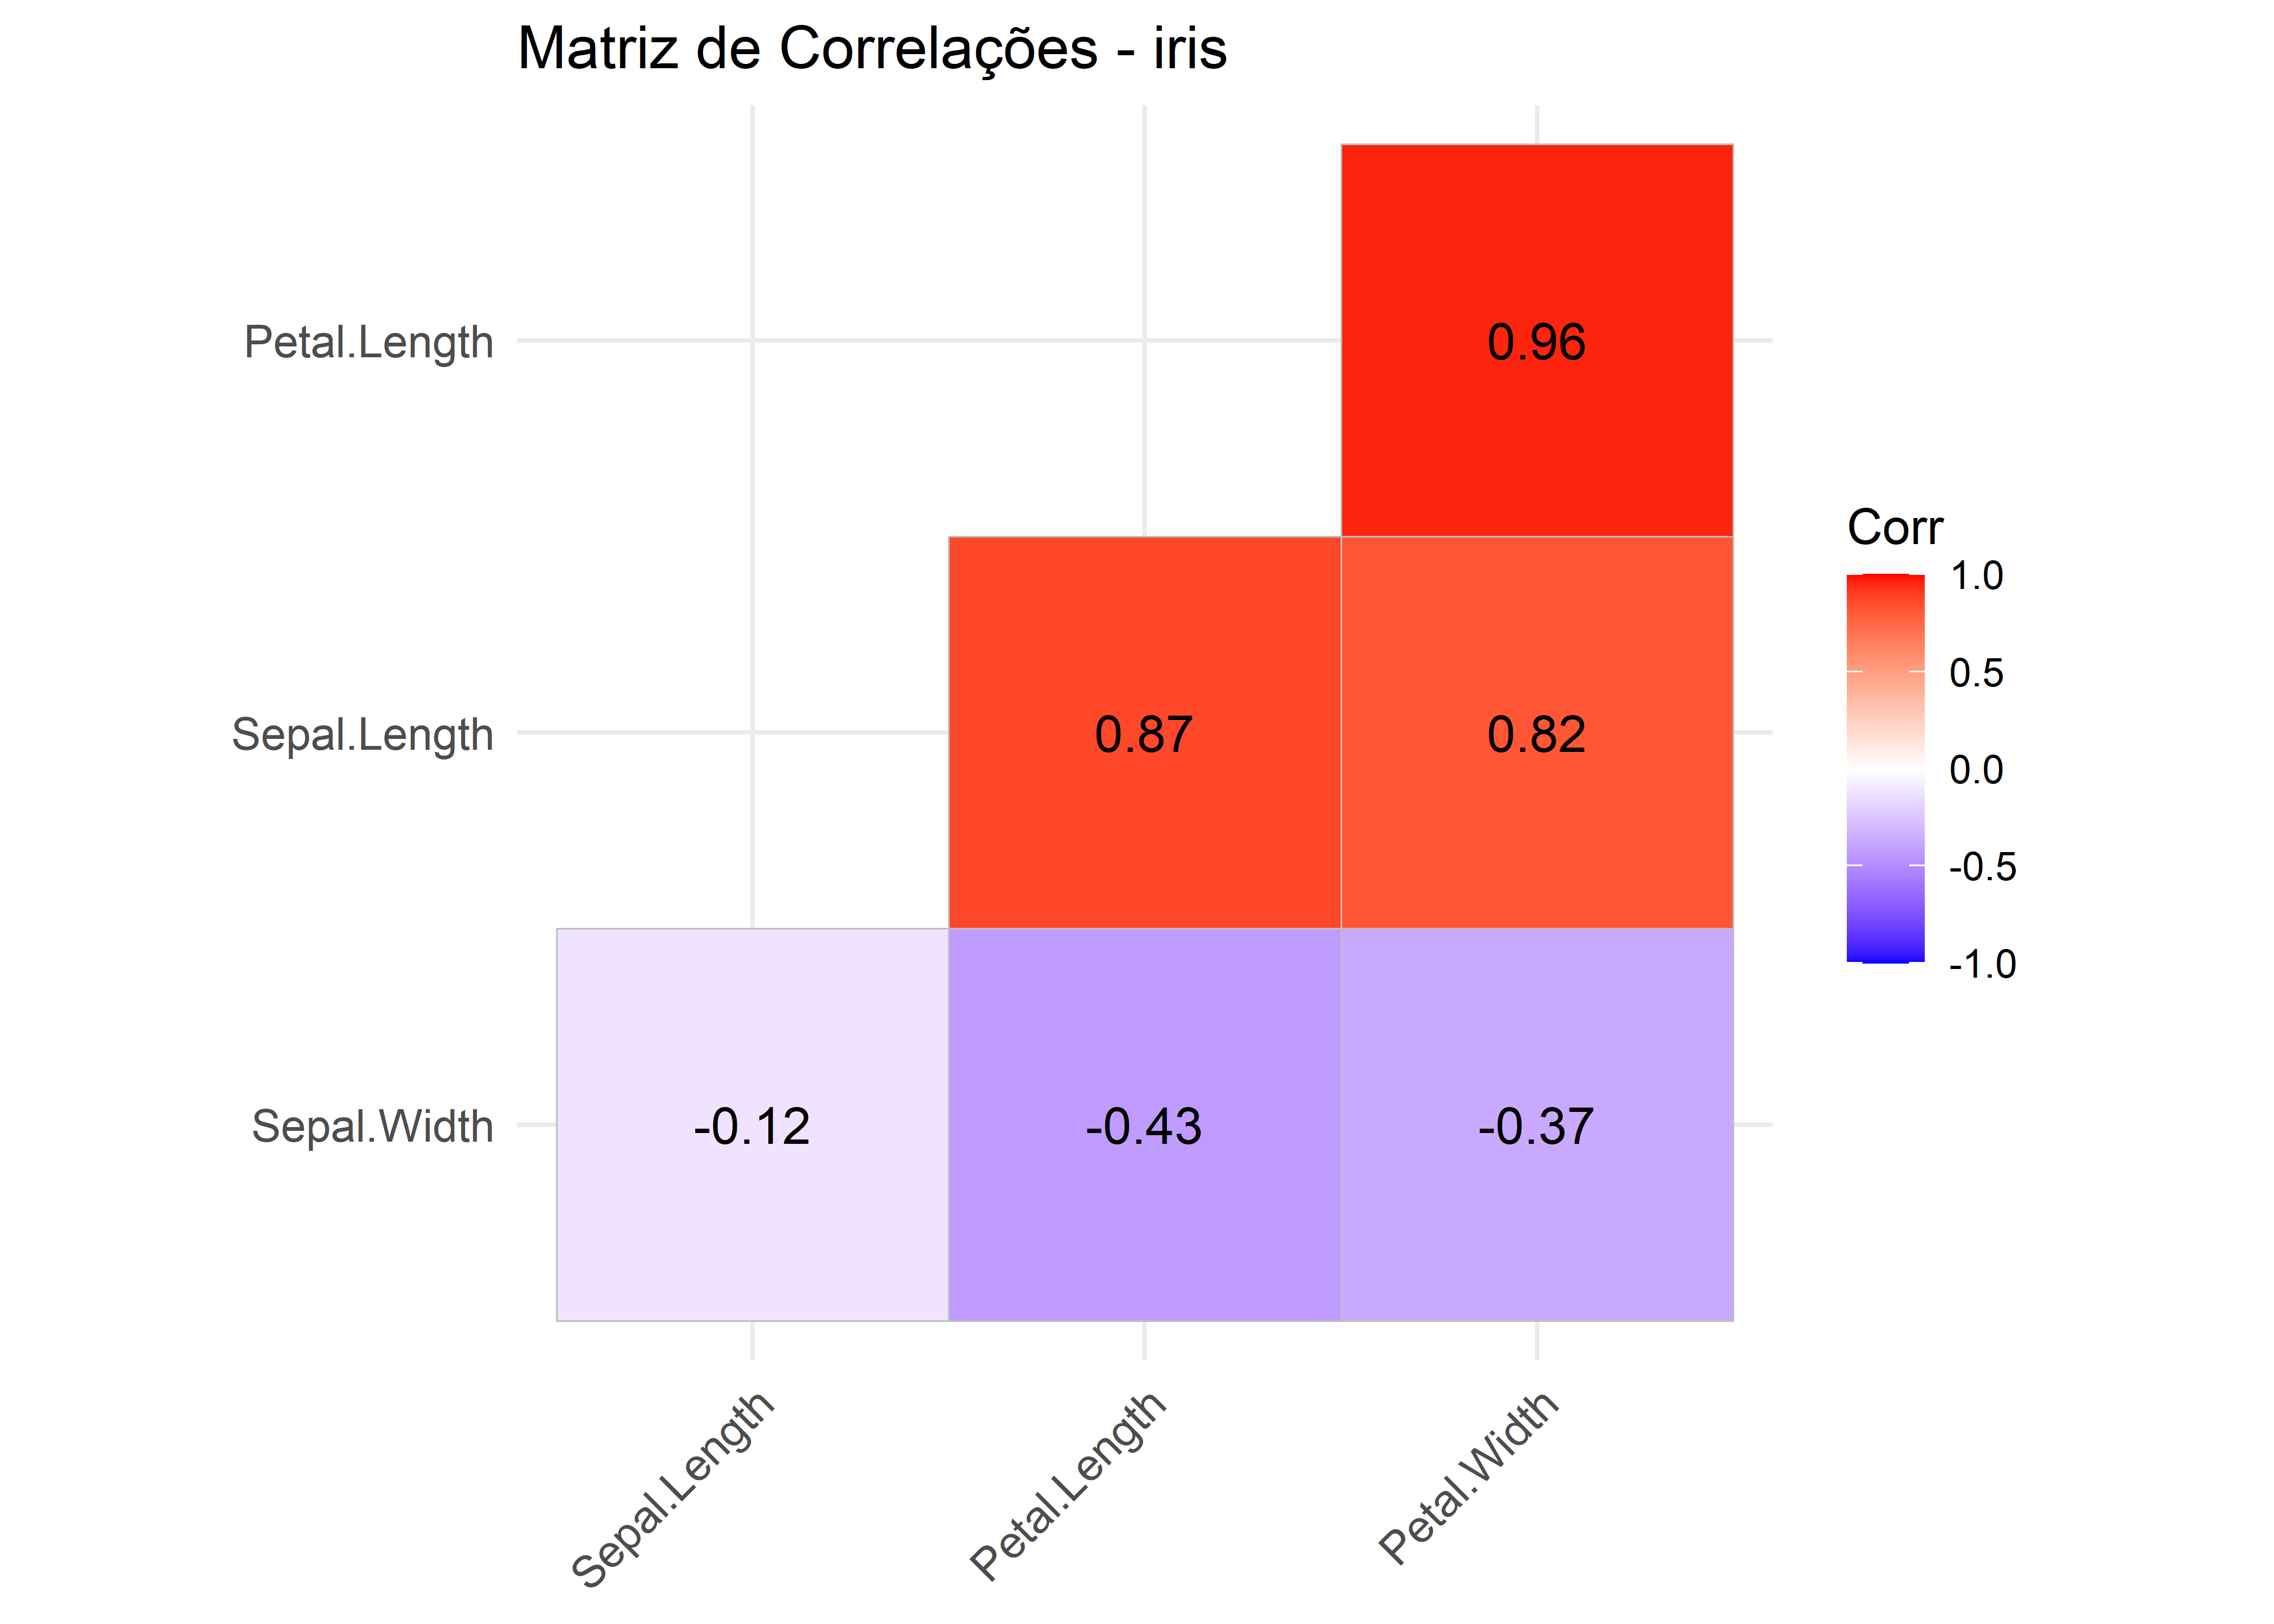 Matriz de Correlações - iris
Petal.Length
0.96
Sepal.Length
0.87
0.82
Sepal.Width
-0.12
-0.43
-0.37
Sepal.Length
Petal.Length
Petal.Width
Corr
1.0
0.5
0.0
-0.5
-1.0